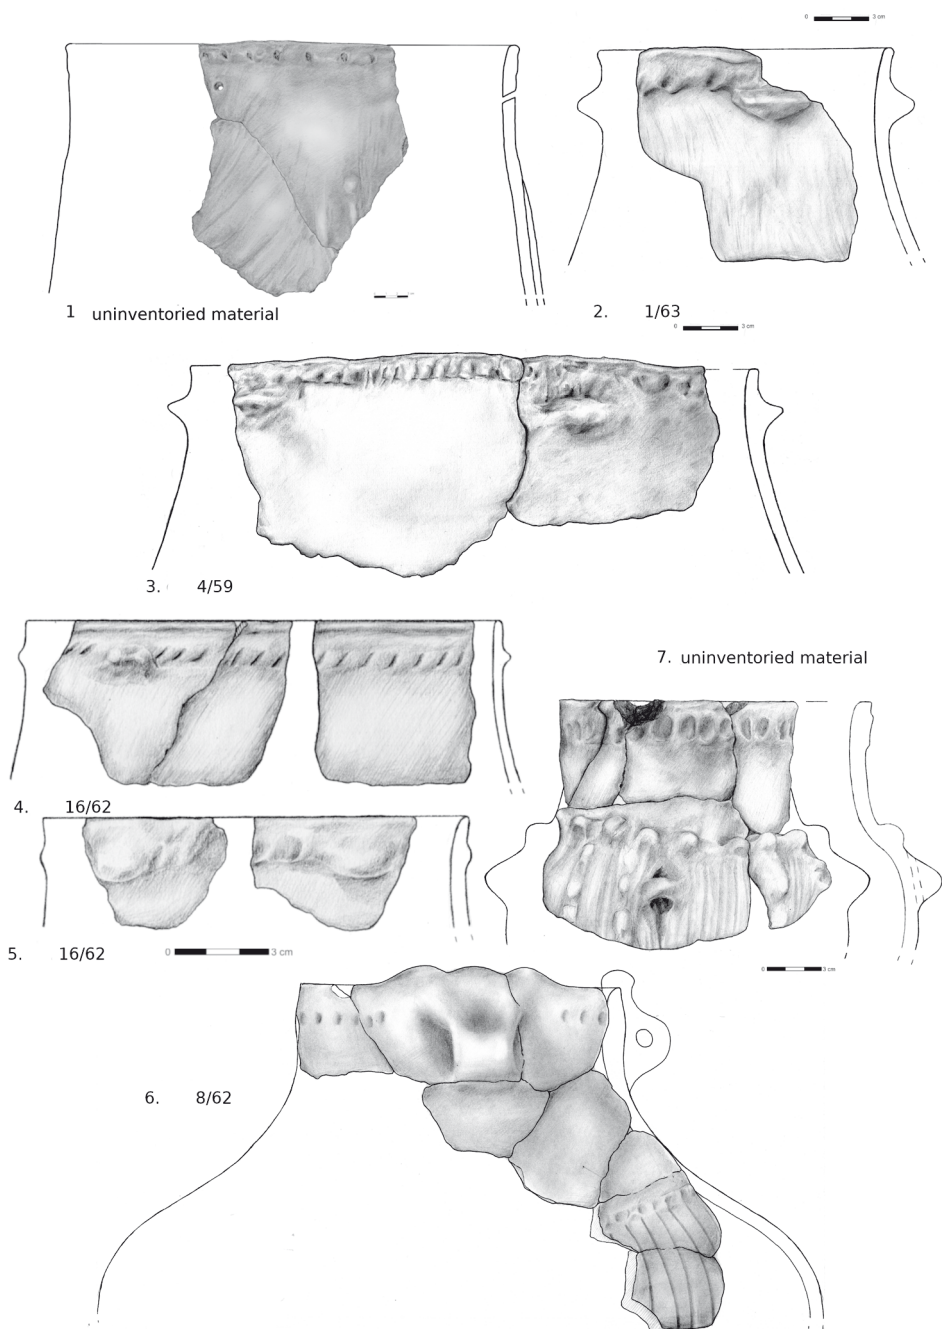 0 3 cm
1 uninventoried material
2. 1/63
0 3 cm
3. 4/59
7. uninventoried material
4. 16/62
5. 16/62
0 3 cm
0 3 cm
6. 8/62